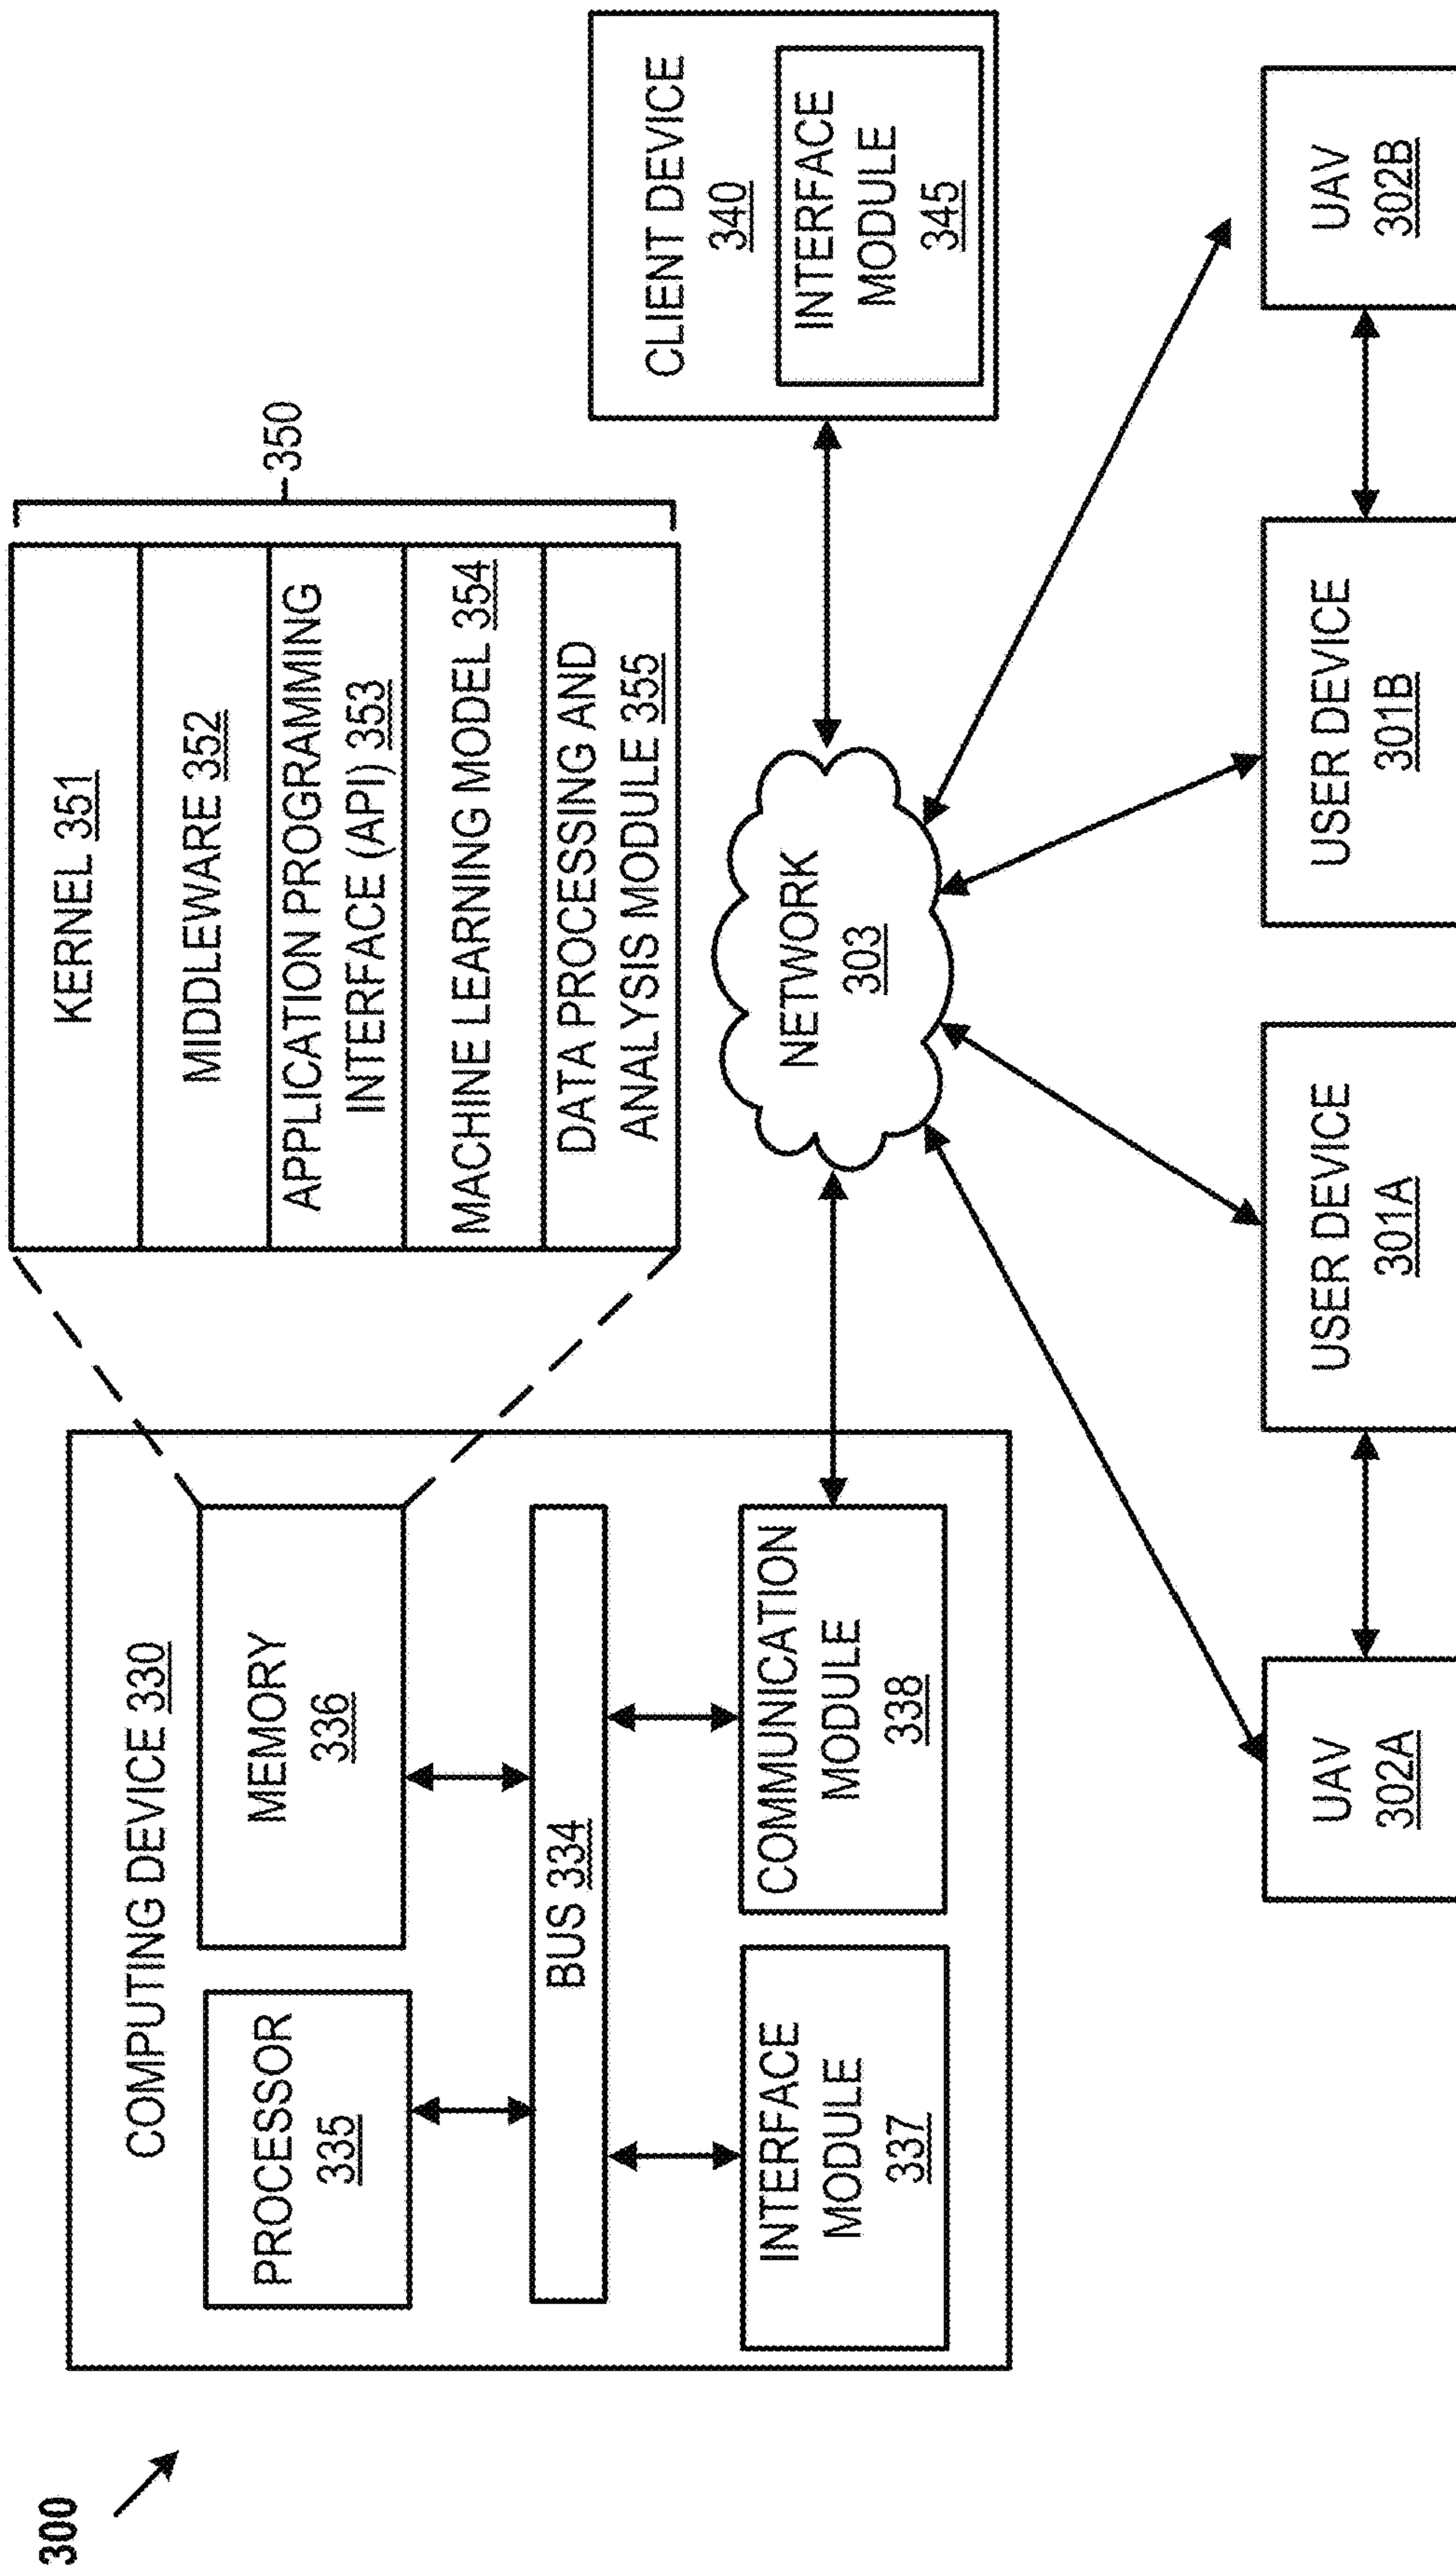 300
COMPUTING DEVICE 330
PROCESSOR
335
MEMORY
336
BUS 334
INTERFACE
MODULE
337
COMMUNICATION
MODULE
338
KERNEL 351
MIDDLEWARE 352
APPLICATION PROGRAMMING
INTERFACE (API) 353
MACHINE LEARNING MODEL 354
DATA PROCESSING AND
ANALYSIS MODULE 355
350
NETWORK
303
CLIENT DEVICE
340
INTERFACE
MODULE
345
UAV
302A
USER DEVICE
301A
USER DEVICE
301B
UAV
302B